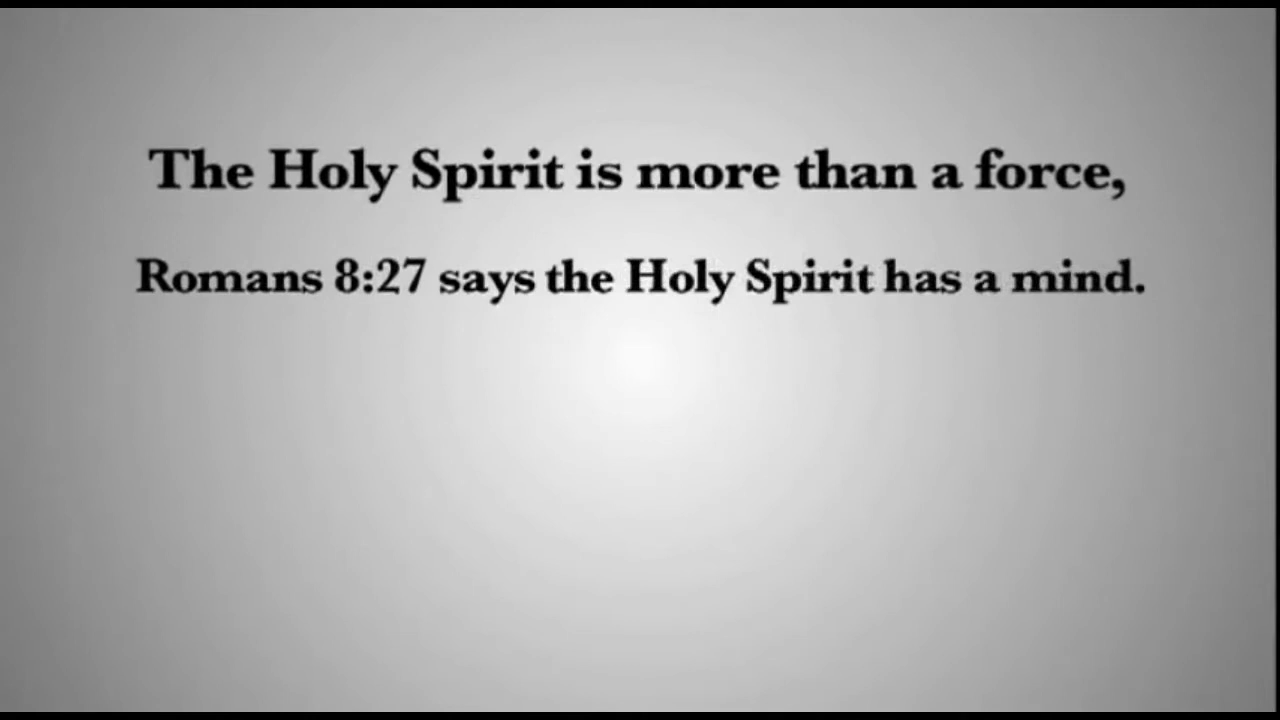 The Holy Spirit is more than a force,
Romans 8:27 says the Holy Spirit has a mind.